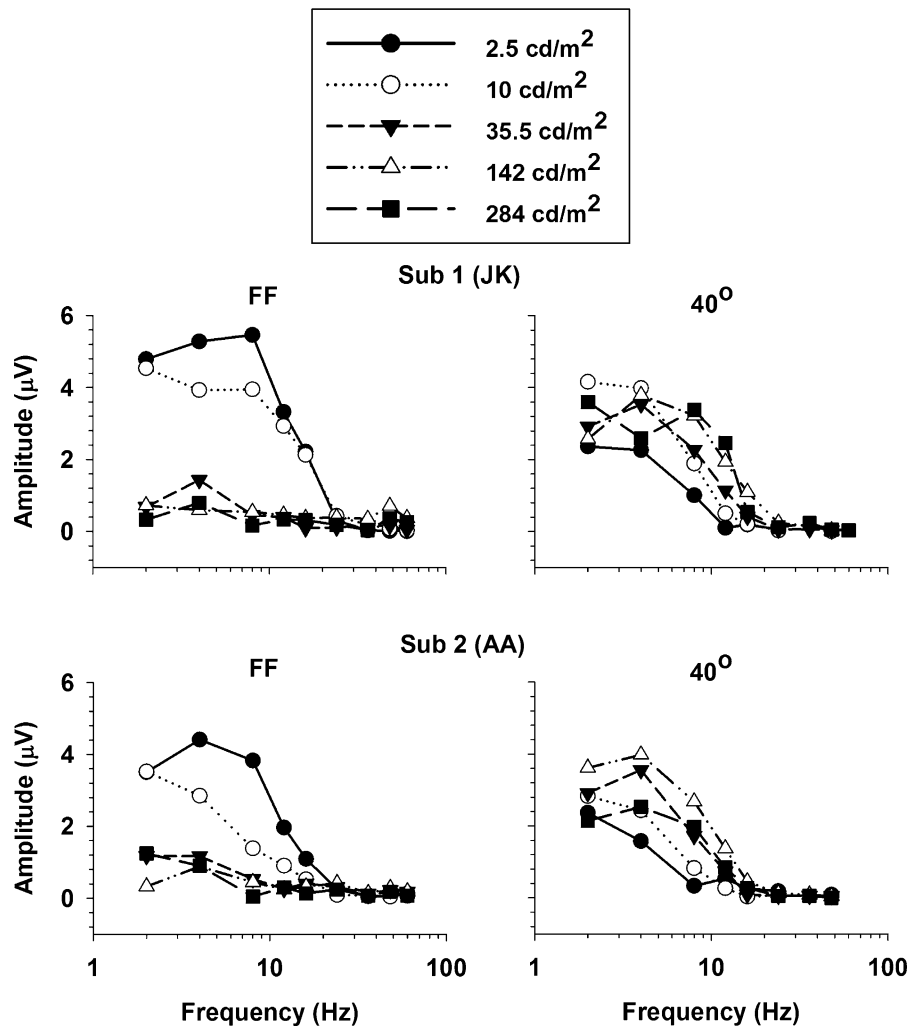 2.5 cd/m²
10 cd/m²
35.5 cd/m²
142 cd/m²
284 cd/m²
Sub 1 (JK)
FF
40°
6
4
2
0
Amplitude (µV)
Sub 2 (AA)
FF
40°
6
4
2
0
Amplitude (µV)
1 10 100 1 10 100
Frequency (Hz) Frequency (Hz)